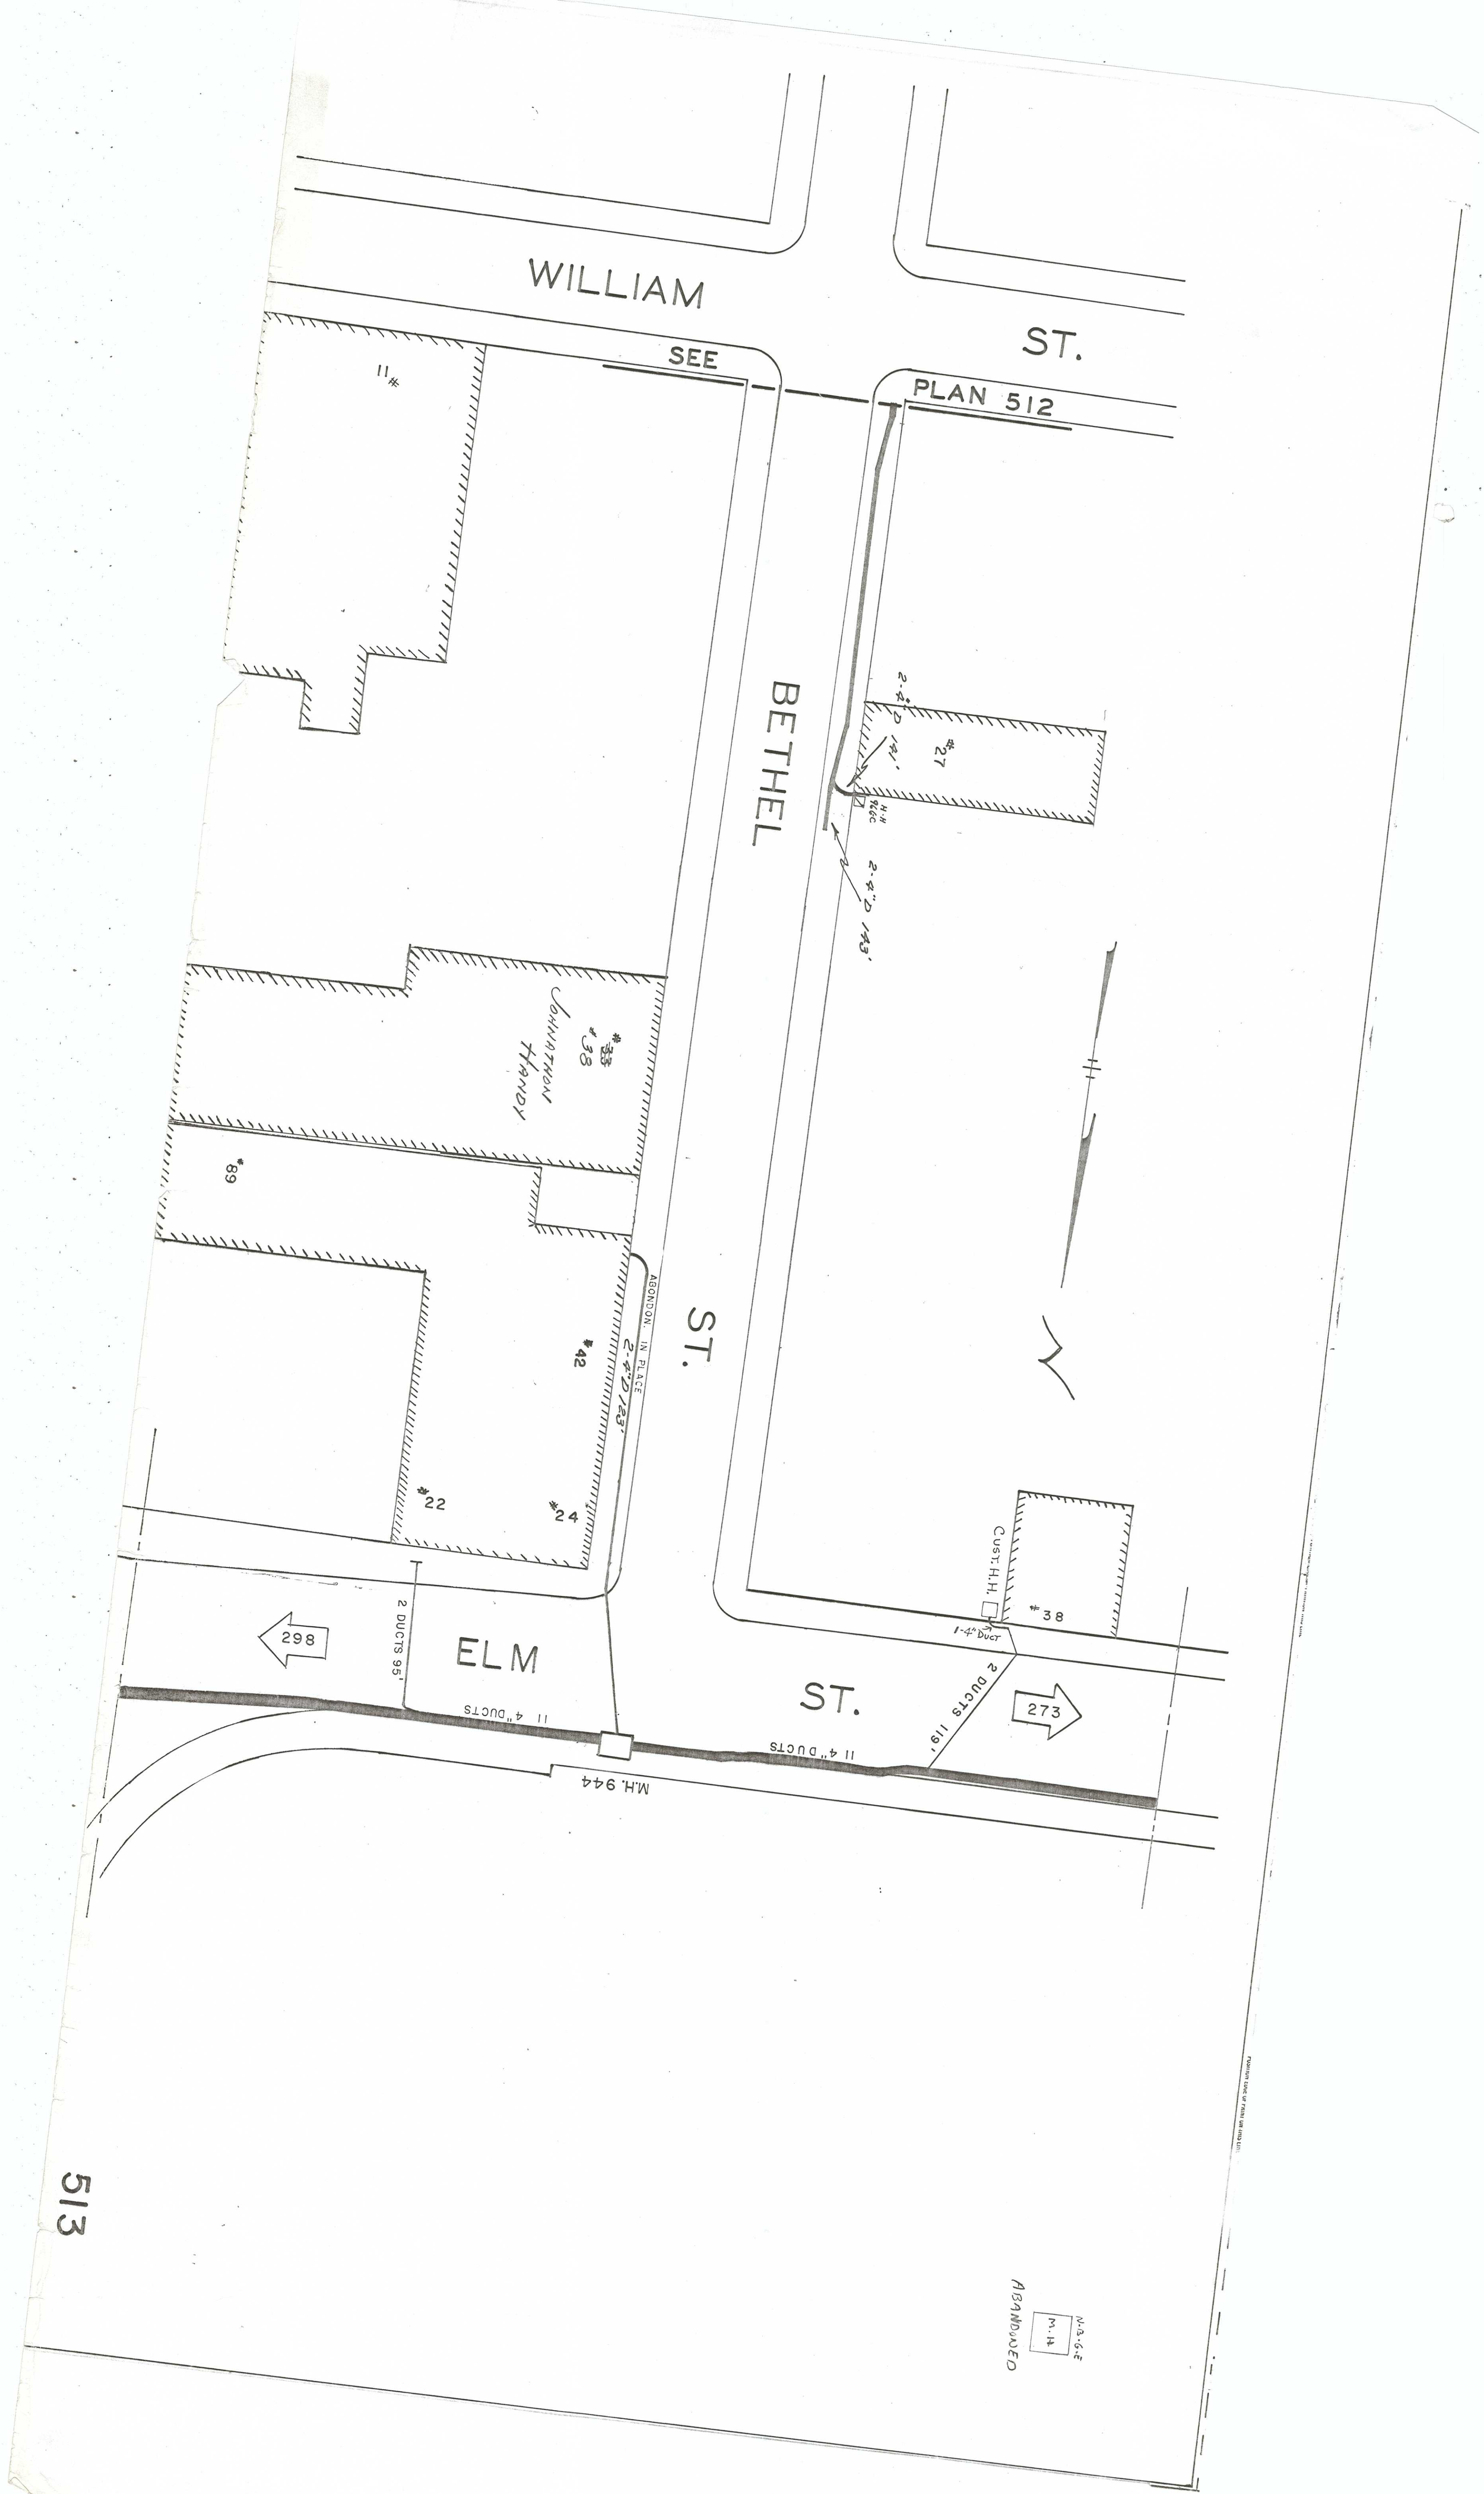 WILLIAM
ST.
SEE
PLAN 512
11#
BETHEL
2-4" D 141'
#27
H.H
966C
2-4" D 143'
#33
#38
JOHNATHON
HANDY
#89
ST.
ABONDON. IN PLACE
2-4" D 123'
#42
#22
#24
CUST. H.H.
#38
1-4" DUCT
2 DUCTS 95'
298
ELM
ST.
2 DUCTS 119'
273
11 4" DUCTS
11 4" DUCTS
M.H. 944
513
N.B.G.E
M.H
ABANDONED